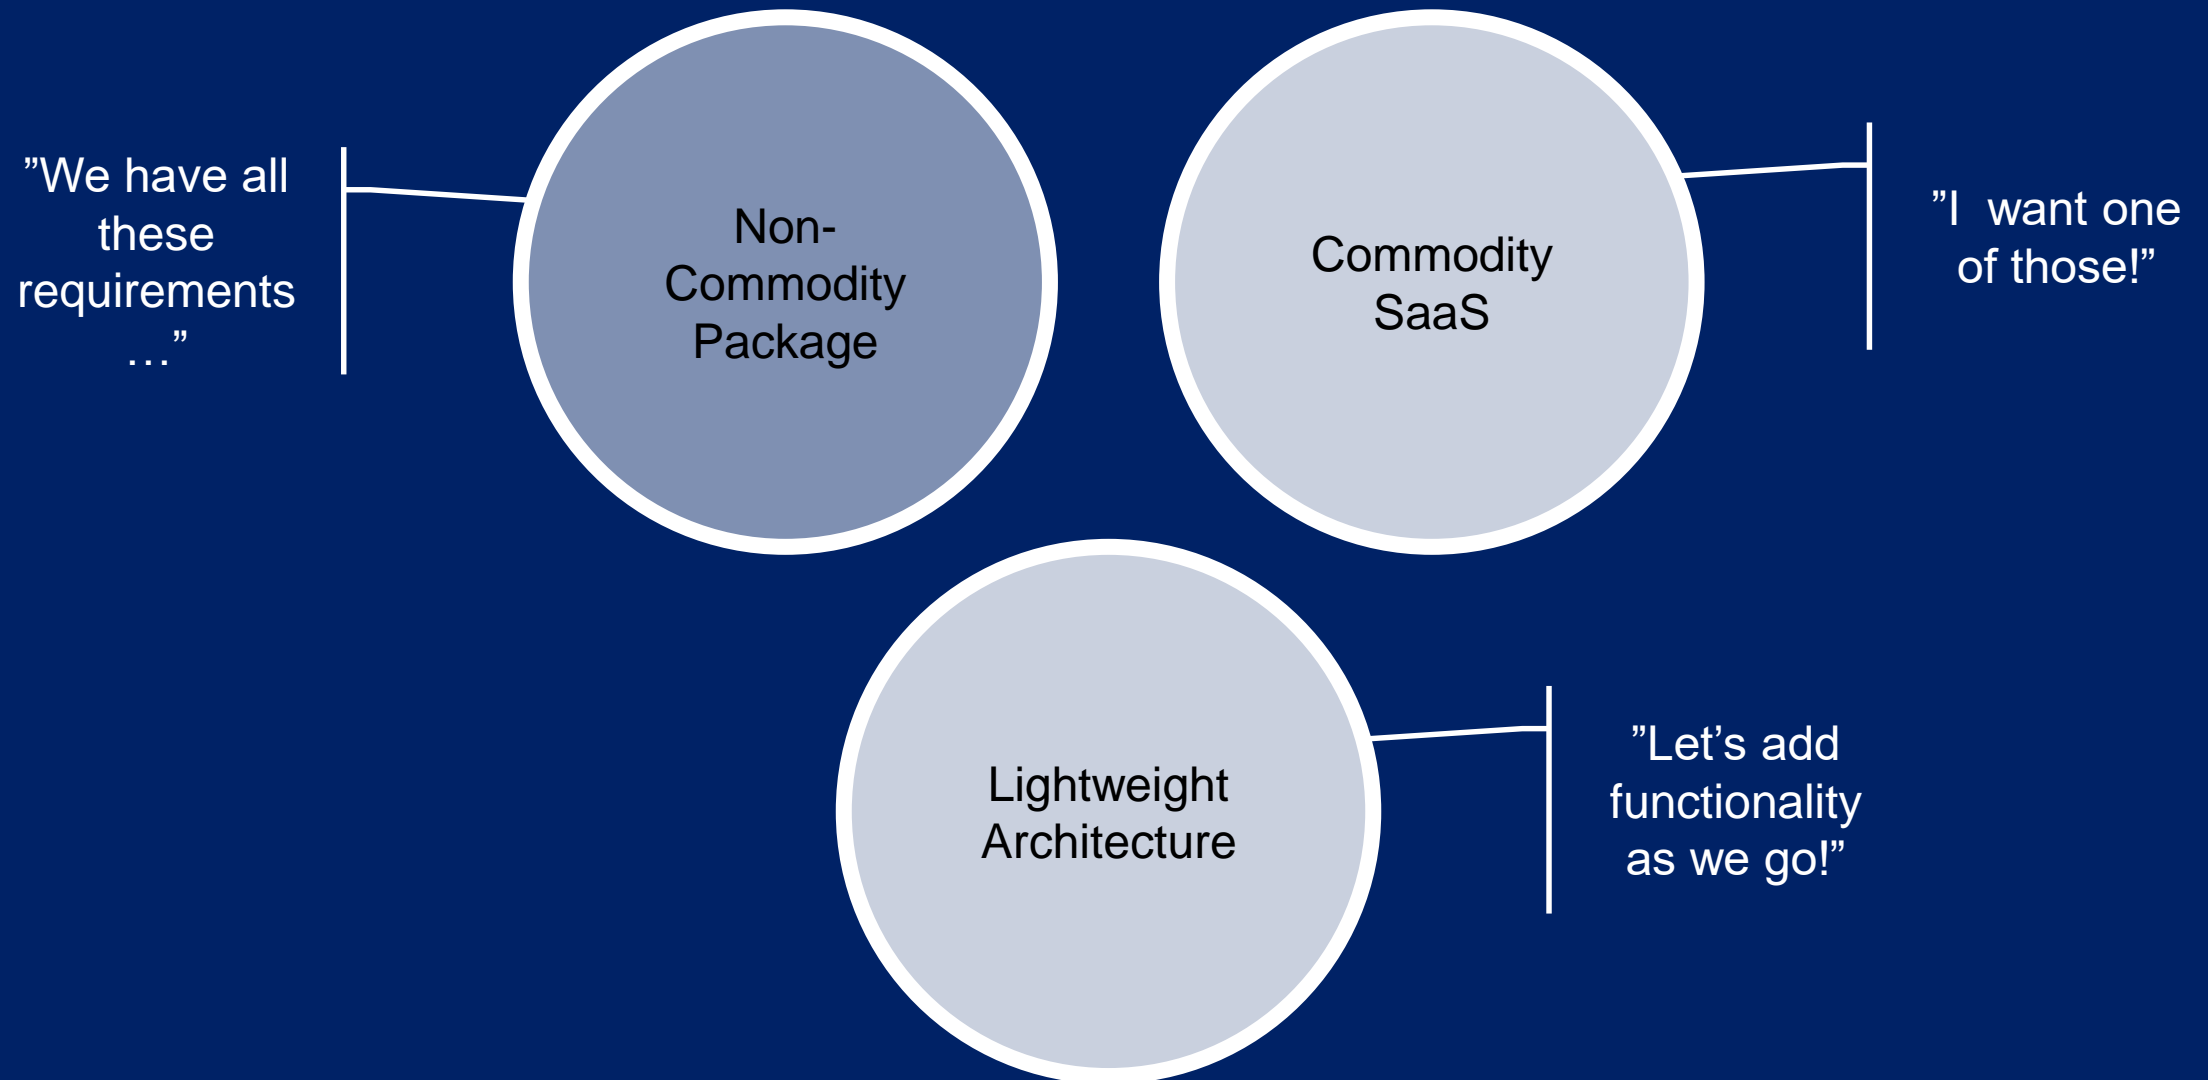 ”We have all
these
requirements
…”
Non-
Commodity
Package
Commodity
SaaS
”I  want one
of those!”
Lightweight
Architecture
”Let’s add
functionality
as we go!”